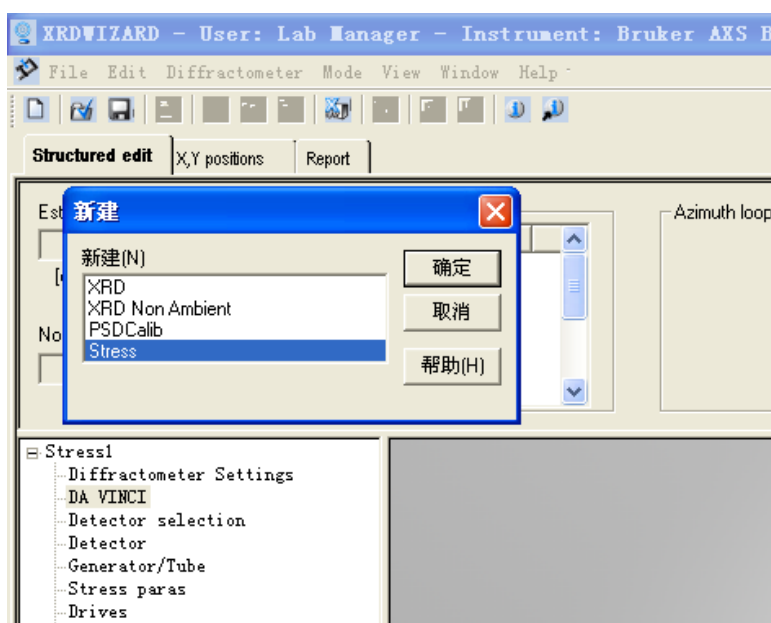 XRDWIZARD - User: Lab Manager - Instrument: Bruker AXS
File Edit Diffractometer Mode View Window Help
Structured edit X,Y positions Report
新建
Azimuth loop
新建(N)
确定
XRD
XRD Non Ambient
取消
PSDCalib
Stress
帮助(H)
Stress1
Diffractometer Settings
DA VINCI
Detector selection
Detector
Generator/Tube
Stress paras
Drives